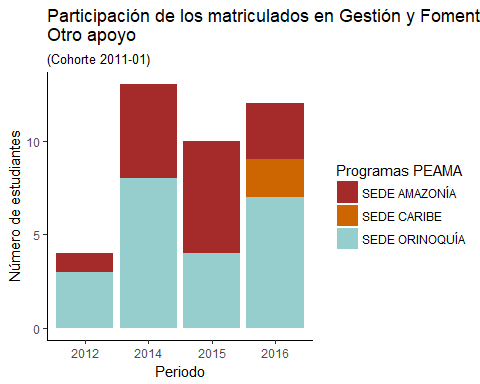 Participación de los matriculados en Gestión y Foment
Otro apoyo
(Cohorte 2011-01)
Número de estudiantes
10
5
0
2012
2014
2015
2016
Periodo
Programas PEAMA
SEDE AMAZONÍA
SEDE CARIBE
SEDE ORINOQUÍA